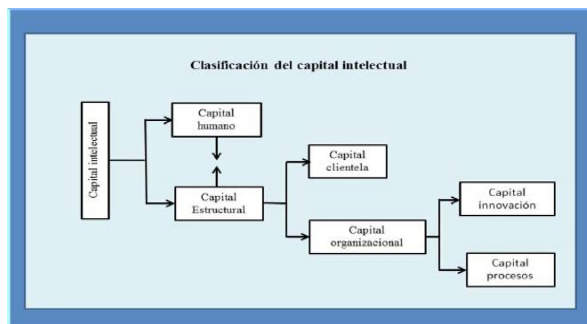 Clasificación del capital intelectual
Capital intelectual
Capital
humano
Capital
Estructural
Capital
clientela
Capital
organizacional
Capital
innovación
Capital
procesos